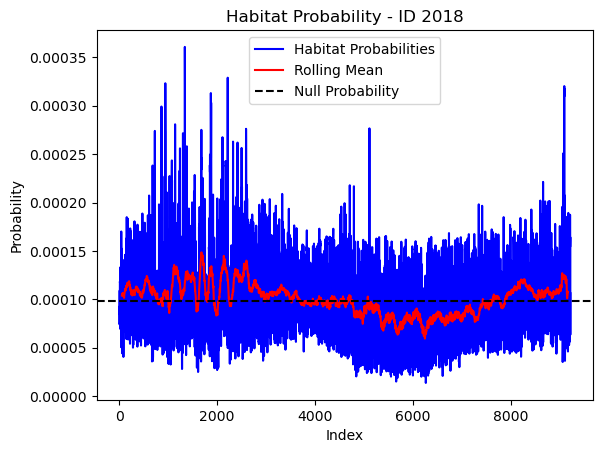 Habitat Probability - ID 2018
Habitat Probabilities
Rolling Mean
Null Probability
0.00035
0.00030
0.00025
0.00020
0.00015
0.00010
0.00005
0.00000
Probability
0
2000
4000
6000
8000
Index